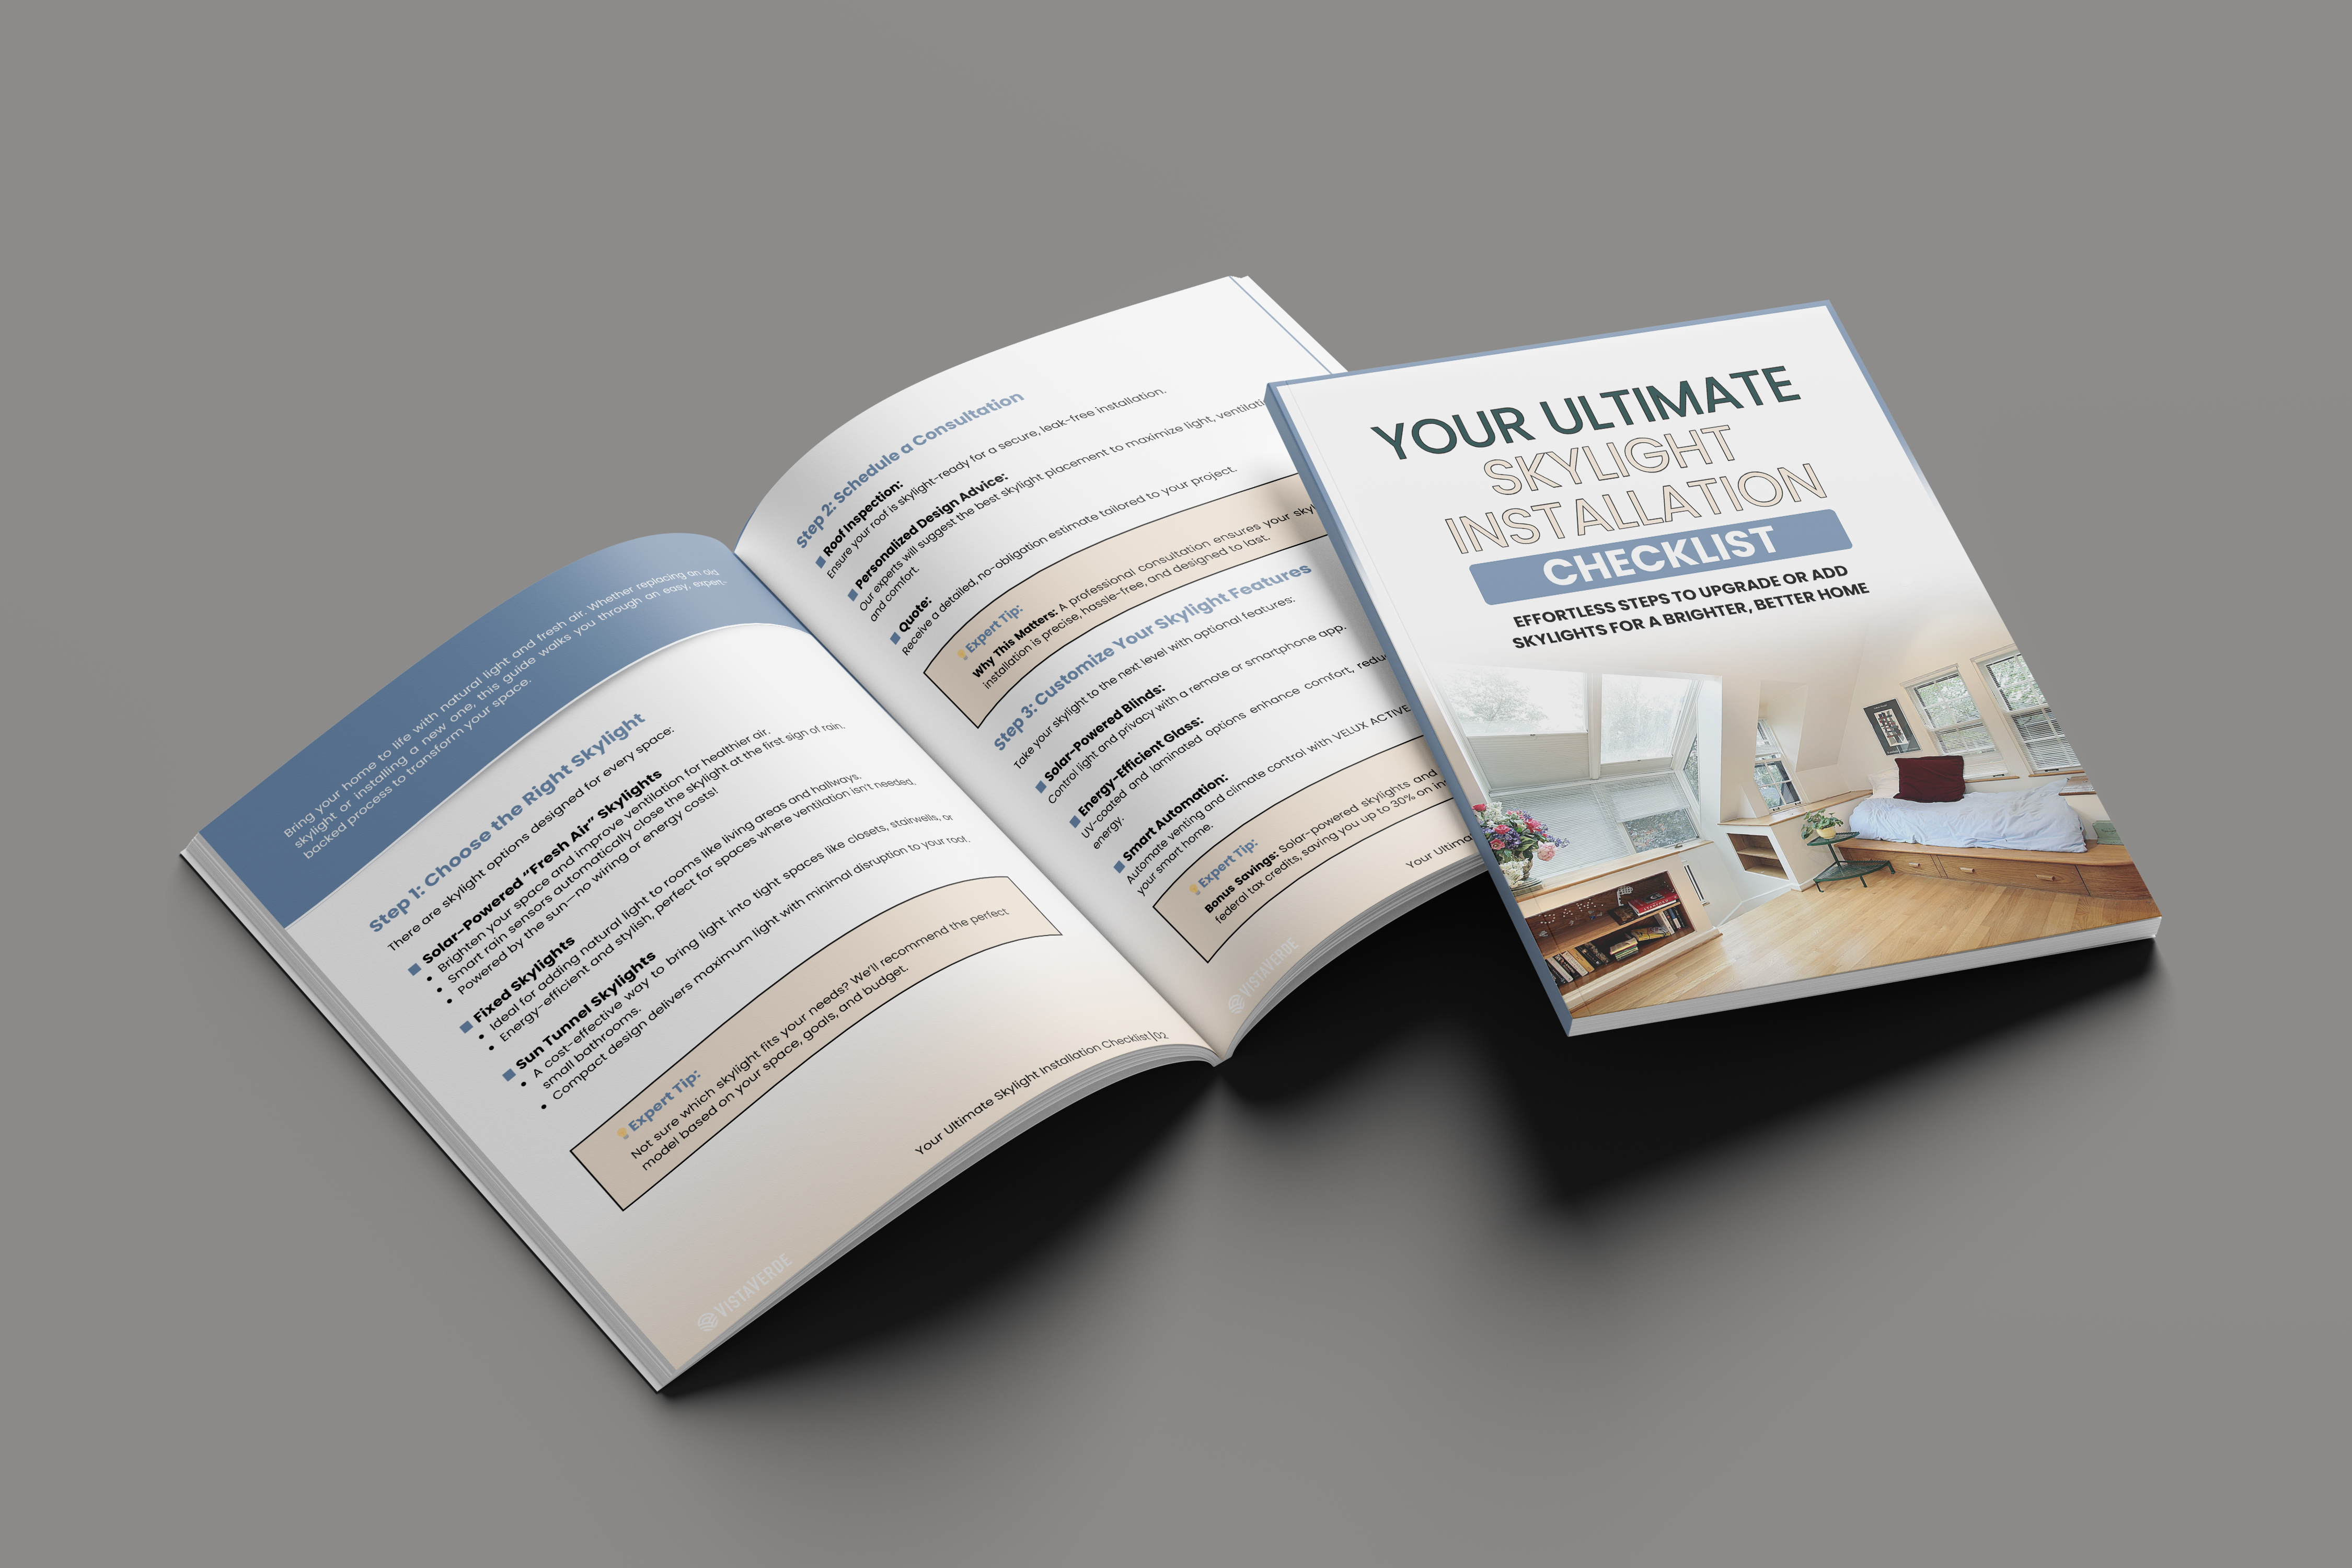 Bring your home to life with natural light and fresh air. Whether replacing an old
skylight or installing a new one, this guide walks you through an easy, expert-
backed process to transform your space.
Step 1: Choose the Right Skylight
There are skylight options designed for every space:
Solar-Powered “Fresh Air” Skylights
• Brighten your space and improve ventilation for healthier air.
• Smart rain sensors automatically close the skylight at the first sign of rain.
• Powered by the sun—no wiring or energy costs!
Fixed Skylights
• Ideal for adding natural light to rooms like living areas and hallways.
• Energy-efficient and stylish, perfect for spaces where ventilation isn't needed.
Sun Tunnel Skylights
• A cost-effective way to bring light into tight spaces like closets, stairwells, or
small bathrooms.
• Compact design delivers maximum light with minimal disruption to your roof.
Expert Tip:
Not sure which skylight fits your needs? We'll recommend the perfect
model based on your space, goals, and budget.
Your Ultimate Skylight Installation Checklist|02
VISTAVERDE
Step 2: Schedule a Consultation
Roof Inspection:
Ensure your roof is skylight-ready for a secure, leak-free installation.
Personalized Design Advice:
Our experts will suggest the best skylight placement to maximize light, ventilati
and comfort.
Quote:
Receive a detailed, no-obligation estimate tailored to your project.
Expert Tip:
Why This Matters: A professional consultation ensures your sky
installation is precise, hassle-free, and designed to last.
Step 3: Customize Your Skylight Features
Take your skylight to the next level with optional features:
Solar-Powered Blinds:
Control light and privacy with a remote or smartphone app.
Energy-Efficient Glass:
UV-coated and laminated options enhance comfort, redu
energy.
Smart Automation:
Automate venting and climate control with VELUX ACTIVE
your smart home.
Expert Tip:
Bonus Savings: Solar-powered skylights and
federal tax credits, saving you up to 30% on in
Your Ultima
VISTAVERDE
YOUR ULTIMATE
SKYLIGHT
INSTALLATION
CHECKLIST
EFFORTLESS STEPS TO UPGRADE OR ADD
SKYLIGHTS FOR A BRIGHTER, BETTER HOME